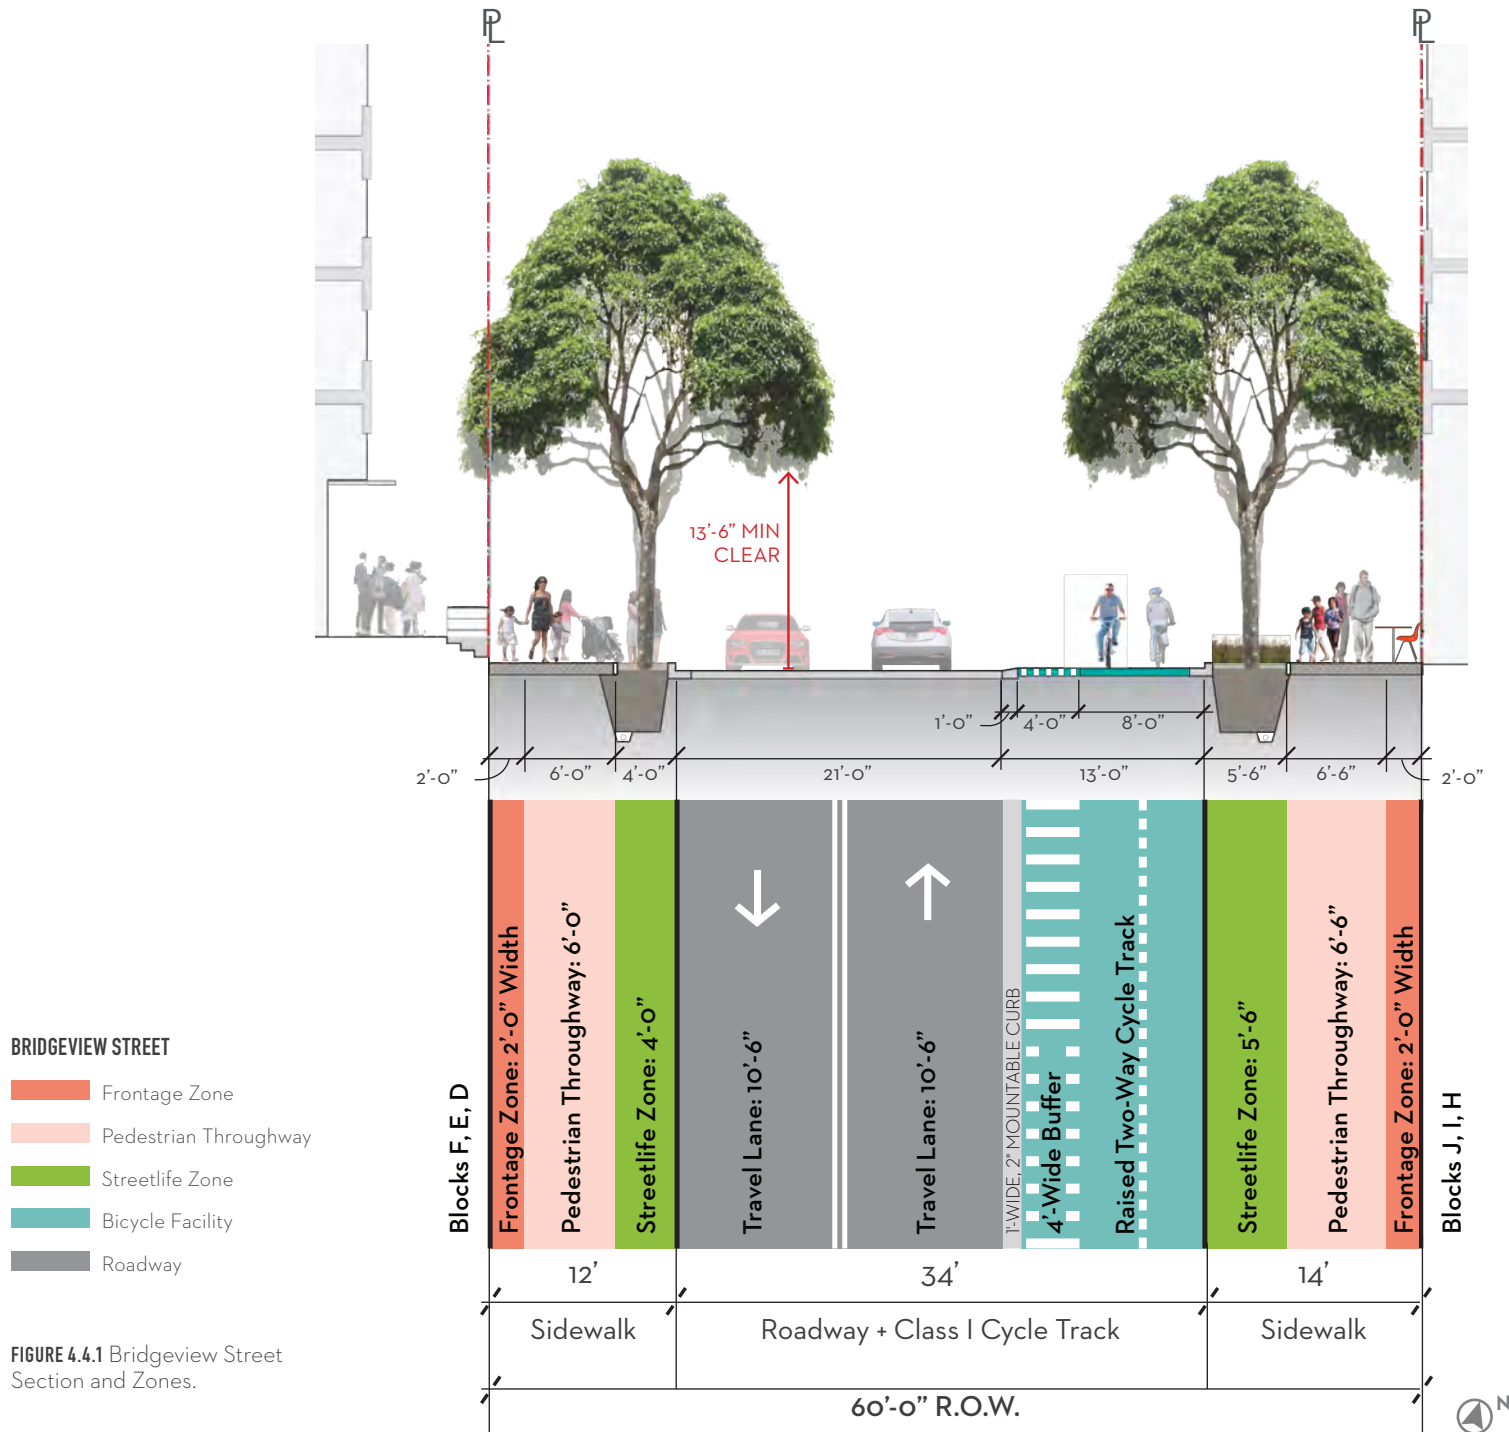 PL
PL
13'-6" MIN
CLEAR
1'-0"
4'-0"
8'-0"
2'-0"
6'-0"
4'-0"
21'-0"
13'-0"
5'-6"
6'-6"
2'-0"
Blocks F, E, D
Frontage Zone: 2'-0" Width
Pedestrian Throughway: 6'-0"
Streetlife Zone: 4'-0"
Travel Lane: 10'-6"
Travel Lane: 10'-6"
1'-WIDE, 2" MOUNTABLE CURB
4'-Wide Buffer
Raised Two-Way Cycle Track
Streetlife Zone: 5'-6"
Pedestrian Throughway: 6'-6"
Frontage Zone: 2'-0" Width
Blocks J, I, H
BRIDGEVIEW STREET
Frontage Zone
Pedestrian Throughway
Streetlife Zone
Bicycle Facility
Roadway
12'
34'
14'
Sidewalk
Roadway + Class I Cycle Track
Sidewalk
60'-0" R.O.W.
FIGURE 4.4.1 Bridgeview Street
Section and Zones.
N